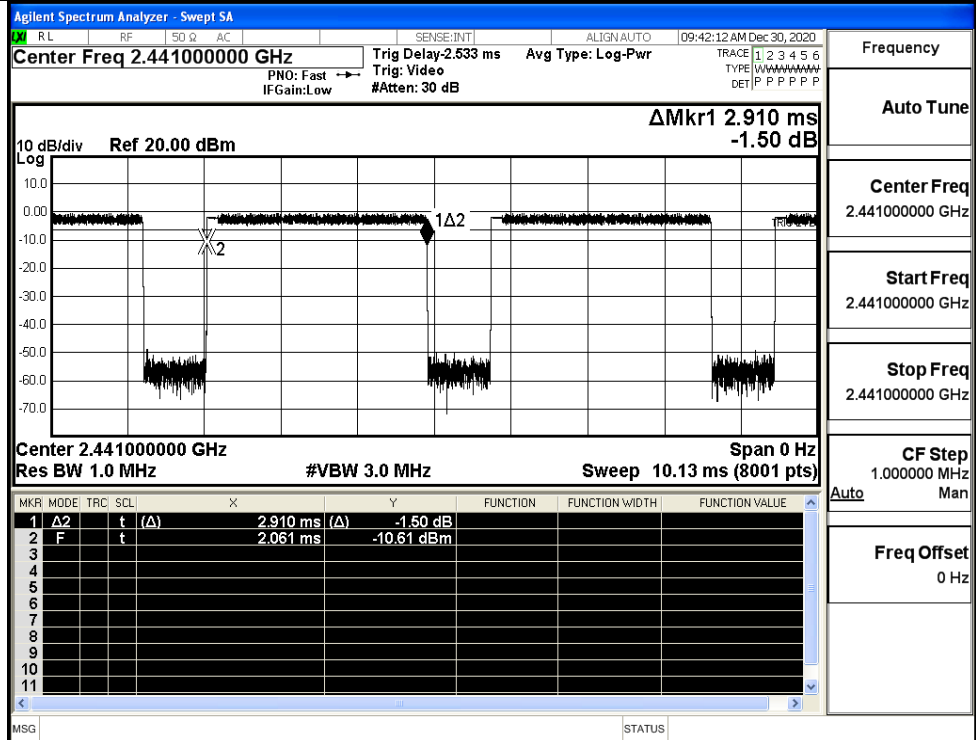 Agilent Spectrum Analyzer - Swept SA
LXI RL RF 50 Ω AC SENSE:INT ALIGN AUTO 09:42:12 AM Dec 30, 2020
Center Freq 2.441000000 GHz
PNO: Fast
IFGain:Low
Trig Delay-2.533 ms
Trig: Video
#Atten: 30 dB
Avg Type: Log-Pwr
TRACE 1 2 3 4 5 6
TYPE WWWWWW
DET P P P P P P
ΔMkr1 2.910 ms
-1.50 dB
10 dB/div Ref 20.00 dBm
Log
10.0
0.00
-10.0
-20.0
-30.0
-40.0
-50.0
-60.0
-70.0
1Δ2
2
Center 2.441000000 GHz Span 0 Hz
Res BW 1.0 MHz #VBW 3.0 MHz Sweep 10.13 ms (8001 pts)
MKR MODE TRC SCL X Y FUNCTION FUNCTION WIDTH FUNCTION VALUE
1 Δ2 t (Δ) 2.910 ms (Δ) -1.50 dB
2 F t 2.061 ms -10.61 dBm
3
4
5
6
7
8
9
10
11
MSG STATUS
Frequency
Auto Tune
Center Freq
2.441000000 GHz
Start Freq
2.441000000 GHz
Stop Freq
2.441000000 GHz
CF Step
1.000000 MHz
Auto Man
Freq Offset
0 Hz